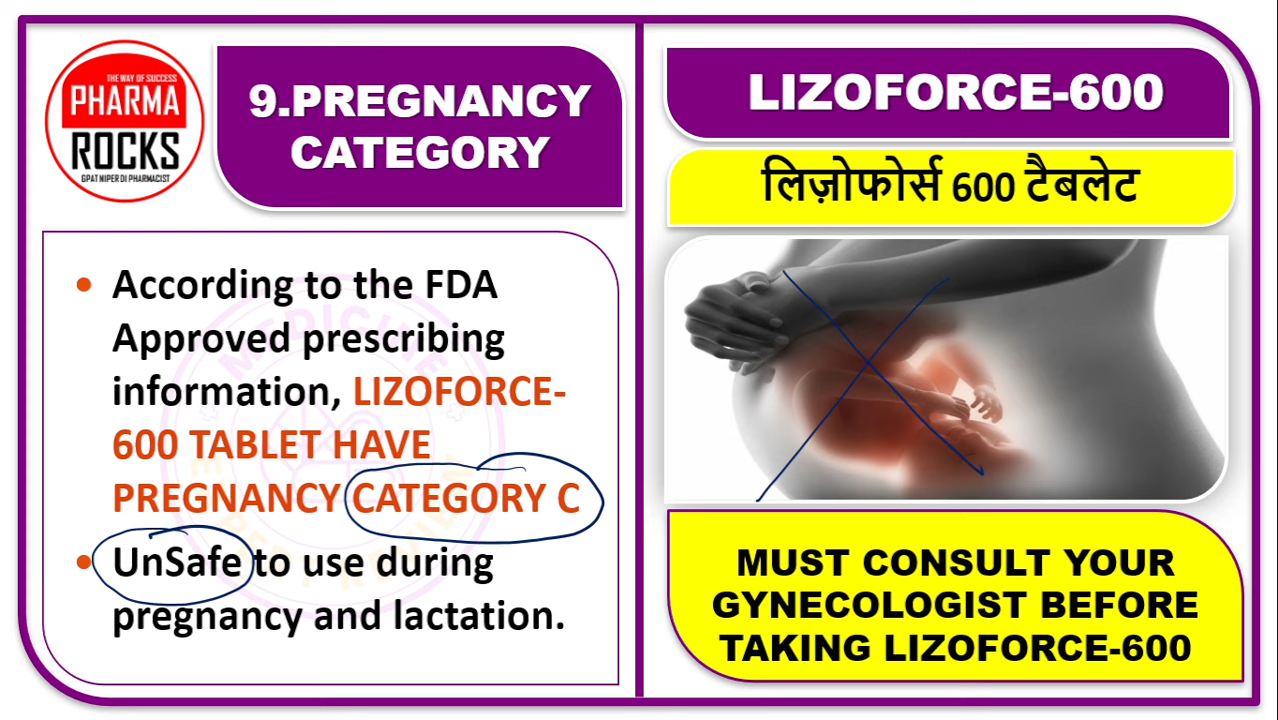 THE WAY OF SUCCESS
PHARMA
ROCKS
GPAT NIPER DI PHARMACIST
9.PREGNANCY
CATEGORY
• According to the FDA
Approved prescribing
information, LIZOFORCE-
600 TABLET HAVE
PREGNANCY CATEGORY C
• UnSafe to use during
pregnancy and lactation.
LIZOFORCE-600
लिज़ोफोर्स 600 टैबलेट
MUST CONSULT YOUR
GYNECOLOGIST BEFORE
TAKING LIZOFORCE-600